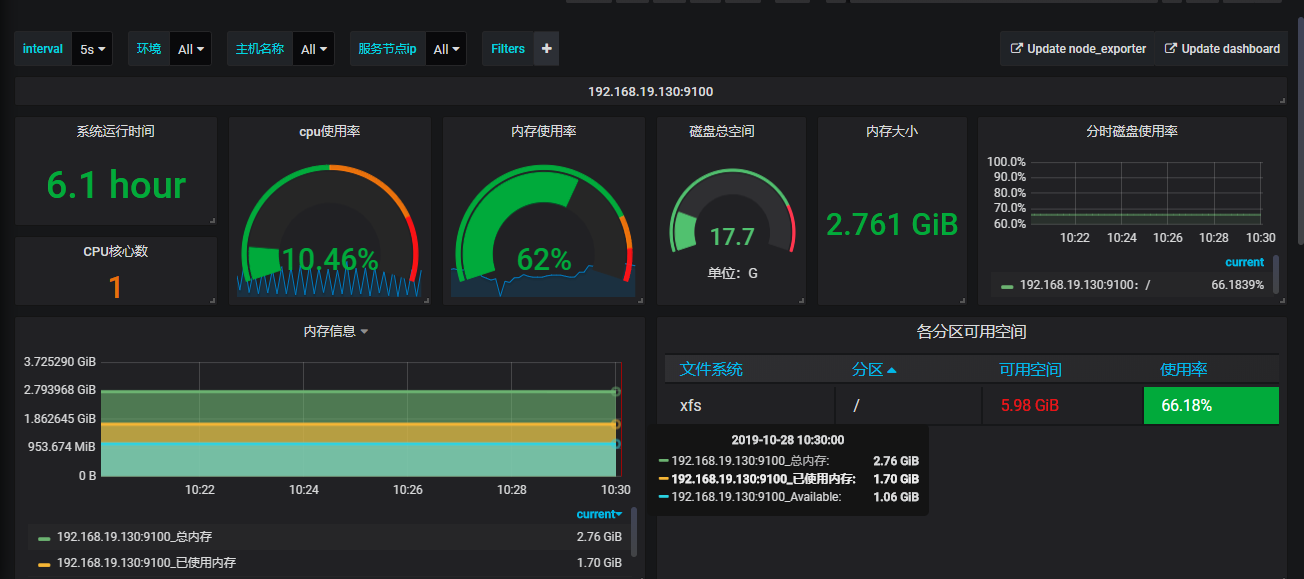 interval 5s 环境 All 主机名称 All 服务节点ip All Filters + Update node_exporter Update dashboard
192.168.19.130:9100
系统运行时间
6.1 hour
CPU核心数
1
cpu使用率
10.46%
内存使用率
62%
磁盘总空间
17.7
单位：G
内存大小
2.761 GiB
分时磁盘使用率
100.0%
90.0%
80.0%
70.0%
60.0%
10:22 10:24 10:26 10:28 10:30
current
192.168.19.130:9100：/ 66.1839%
内存信息
3.725290 GiB
2.793968 GiB
1.862645 GiB
953.674 MiB
0 B
10:22 10:24 10:26 10:28 10:30
current
192.168.19.130:9100_总内存 2.76 GiB
192.168.19.130:9100_已使用内存 1.70 GiB
各分区可用空间
文件系统 分区 可用空间 使用率
xfs / 5.98 GiB 66.18%
2019-10-28 10:30:00
192.168.19.130:9100_总内存: 2.76 GiB
192.168.19.130:9100_已使用内存: 1.70 GiB
192.168.19.130:9100_Available: 1.06 GiB